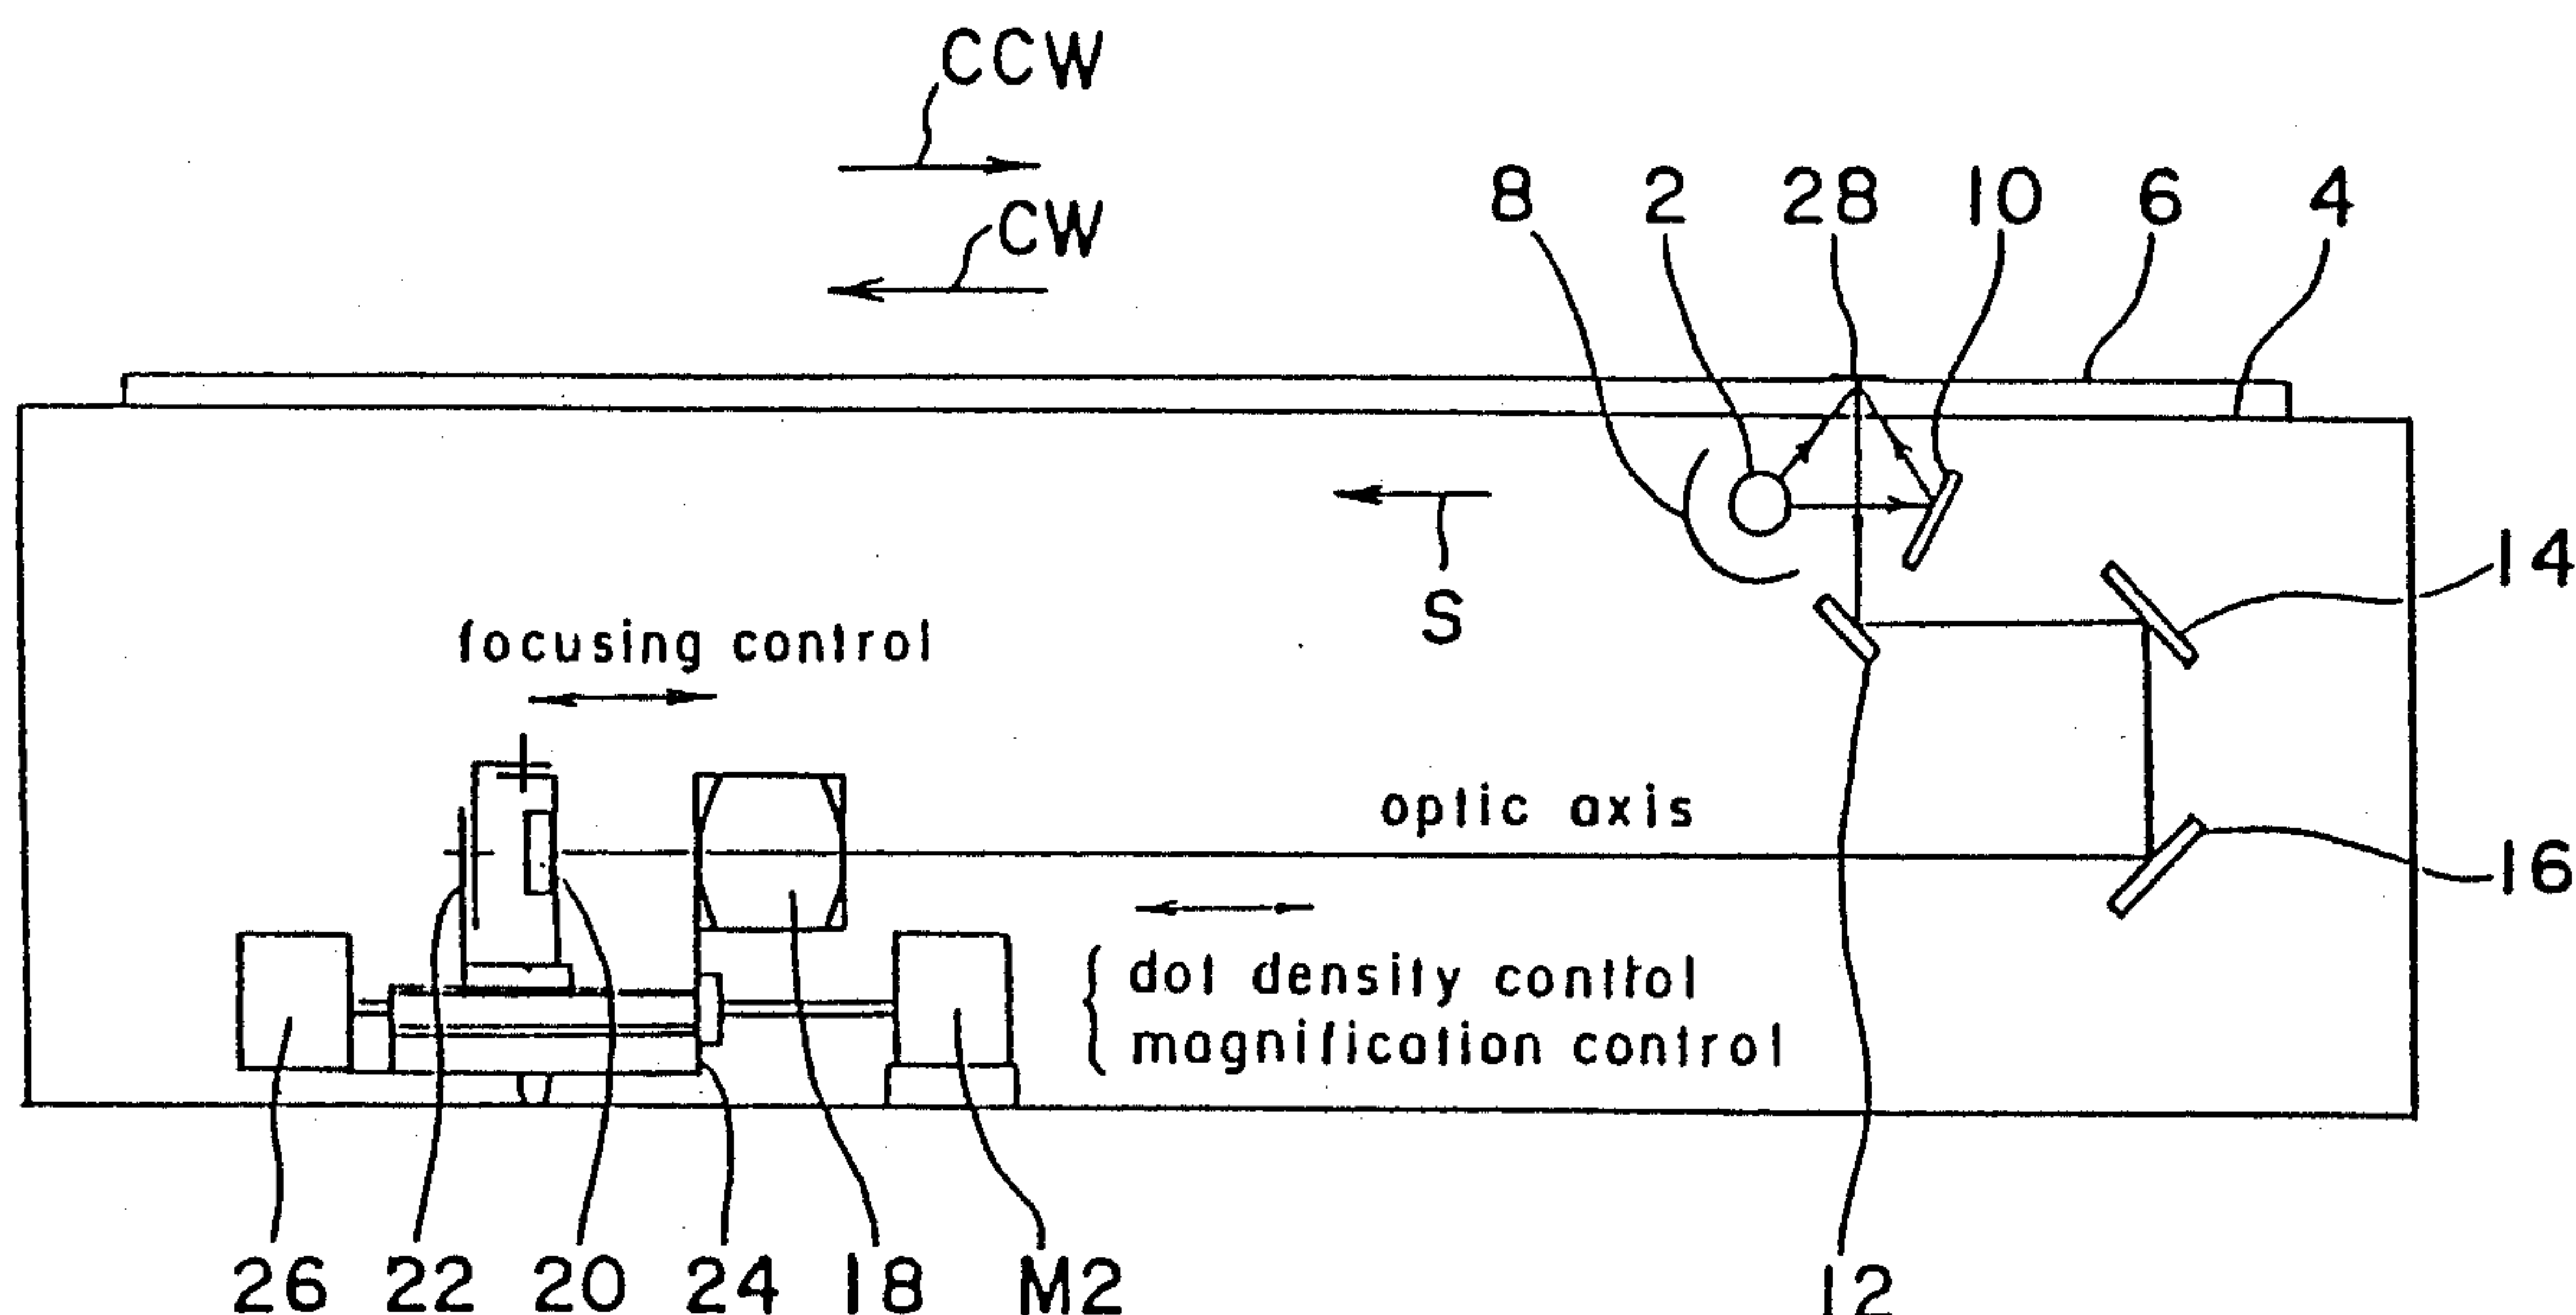 CCW
CW
8 2 28 10 6 4
S
14
focusing control
optic axis
16
dot density control
magnification control
26 22 20 24 18 M2 12